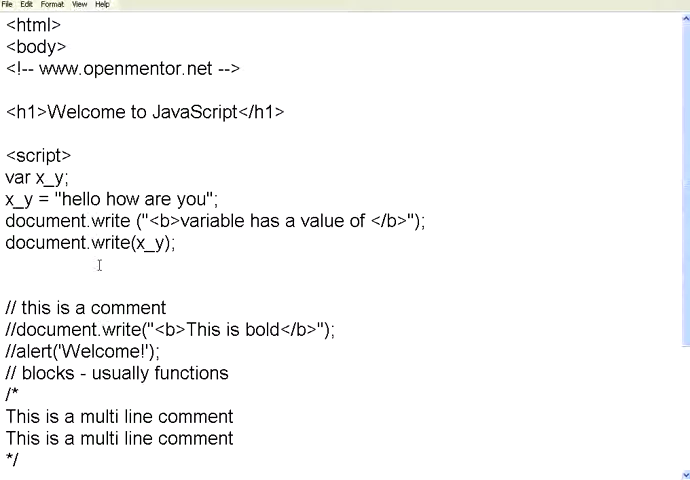 File Edit Format View Help
<html>
<body>
<!-- www.openmentor.net -->
<h1>Welcome to JavaScript</h1>
<script>
var x_y;
x_y = "hello how are you";
document.write ("<b>variable has a value of </b>");
document.write(x_y);
// this is a comment
//document.write("<b>This is bold</b>");
//alert('Welcome!');
// blocks - usually functions
/*
This is a multi line comment
This is a multi line comment
*/